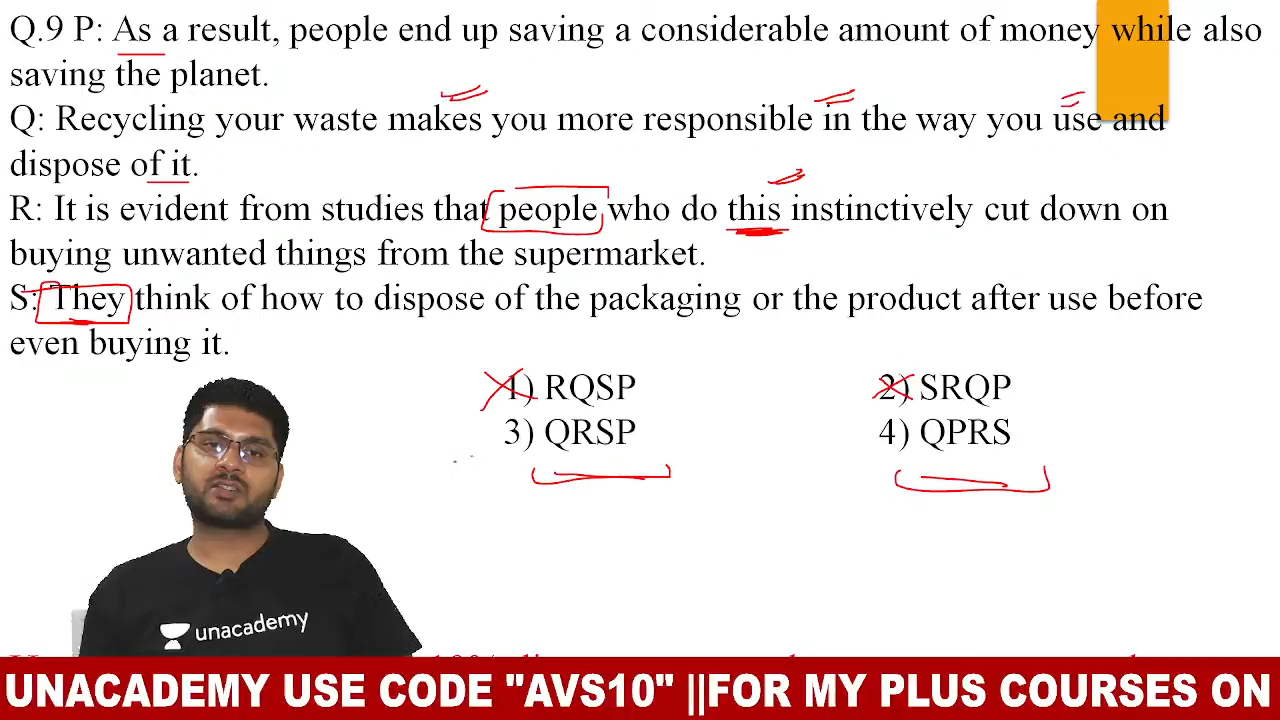 Q.9 P: As a result, people end up saving a considerable amount of money while also
saving the planet.
Q: Recycling your waste makes you more responsible in the way you use and
dispose of it.
R: It is evident from studies that people who do this instinctively cut down on
buying unwanted things from the supermarket.
S: They think of how to dispose of the packaging or the product after use before
even buying it.
1) RQSP 2) SRQP
3) QRSP 4) QPRS
unacademy
UNACADEMY USE CODE "AVS10" ||FOR MY PLUS COURSES ON